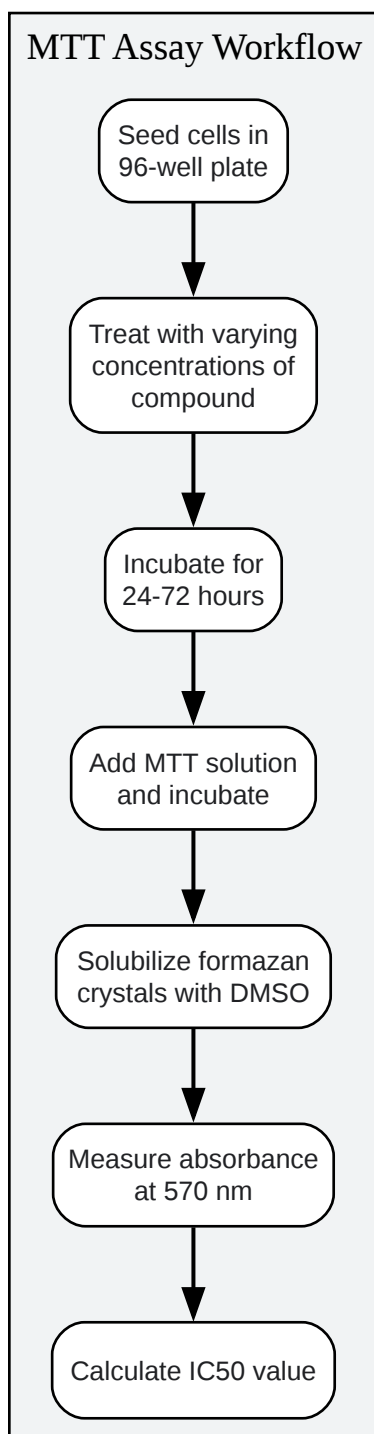 MTT Assay Workflow
Seed cells in
96-well plate
Treat with varying
concentrations of
compound
Incubate for
24-72 hours
Add MTT solution
and incubate
Solubilize formazan
crystals with DMSO
Measure absorbance
at 570 nm
Calculate IC50 value